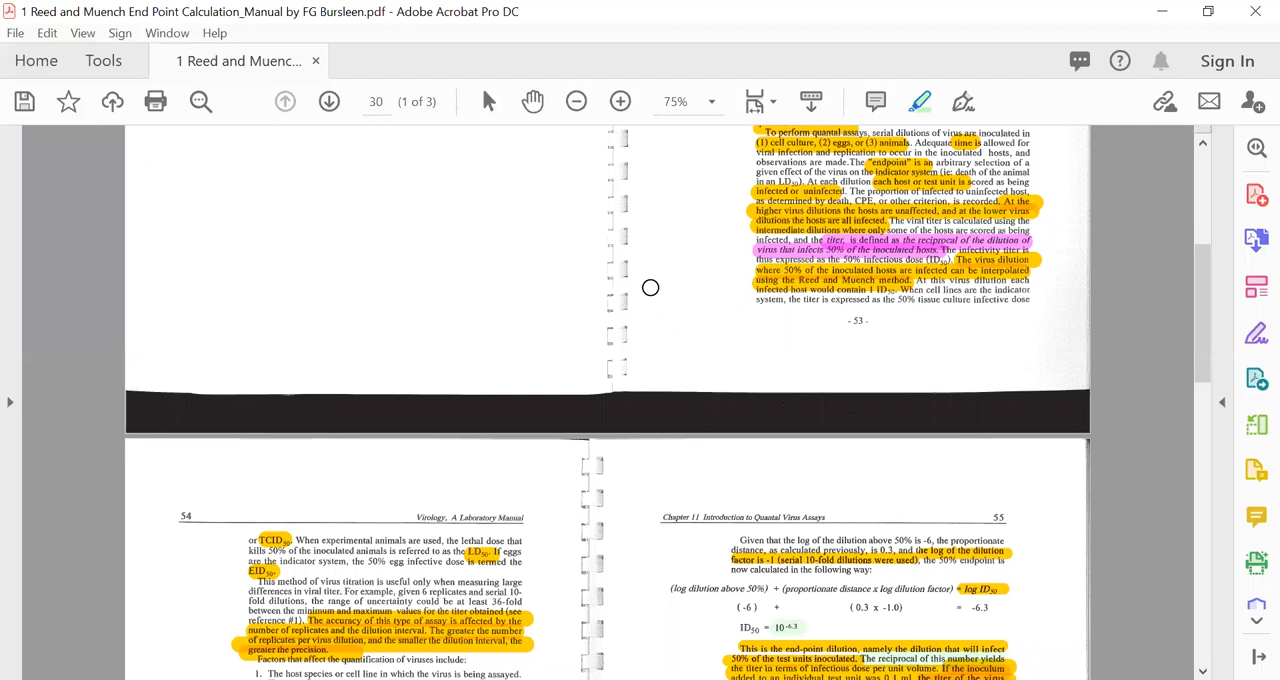 1 Reed and Muench End Point Calculation_Manual by FG Bursleen.pdf - Adobe Acrobat Pro DC
File Edit View Sign Window Help
Home Tools 1 Reed and Muenc... × Sign In
30 (1 of 3) 75%
To perform quantal assays, serial dilutions of virus are inoculated in
(1) cell culture, (2) eggs, or (3) animals. Adequate time is allowed for
viral infection and replication to occur in the inoculated hosts, and
observations are made.The "endpoint" is an arbitrary selection of a
given effect of the virus on the indicator system (ie: death of the animal
in an LD50). At each dilution each host or test unit is scored as being
infected or uninfected. The proportion of infected to uninfected host,
as determined by death, CPE, or other criterion, is recorded. At the
higher virus dilutions the hosts are unaffected, and at the lower virus
dilutions the hosts are all infected. The viral titer is calculated using the
intermediate dilutions where only some of the hosts are scored as being
infected, and the titer, is defined as the reciprocal of the dilution of
virus that infects 50% of the inoculated hosts. The infectivity titer is
thus expressed as the 50% infectious dose (ID50). The virus dilution
where 50% of the inoculated hosts are infected can be interpolated
using the Reed and Muench method. At this virus dilution each
infected host would contain 1 ID50. When cell lines are the indicator
system, the titer is expressed as the 50% tissue culture infective dose
- 53 -
54 Virology, A Laboratory Manual
or TCID50. When experimental animals are used, the lethal dose that
kills 50% of the inoculated animals is referred to as the LD50. If eggs
are the indicator system, the 50% egg infective dose is termed the
EID50.
This method of virus titration is useful only when measuring large
differences in viral titer. For example, given 6 replicates and serial 10-
fold dilutions, the range of uncertainty could be at least 36-fold
between the minimum and maximum values for the titer obtained (see
reference #1). The accuracy of this type of assay is affected by the
number of replicates and the dilution interval. The greater the number
of replicates per virus dilution, and the smaller the dilution interval, the
greater the precision.
Factors that affect the quantification of viruses include:
1. The host species or cell line in which the virus is being assayed.
Chapter 11 Introduction to Quantal Virus Assays 55
Given that the log of the dilution above 50% is -6, the proportionate
distance, as calculated previously, is 0.3, and the log of the dilution
factor is -1 (serial 10-fold dilutions were used), the 50% endpoint is
now calculated in the following way:
(log dilution above 50%) + (proportionate distance x log dilution factor) = log ID50
(-6) + (0.3 x -1.0) = -6.3
ID50 = 10-6.3
This is the end-point dilution, namely the dilution that will infect
50% of the test units inoculated. The reciprocal of this number yields
the titer in terms of infectious dose per unit volume. If the inoculum
added to an individual test unit was 0.1 ml, the titer of the virus